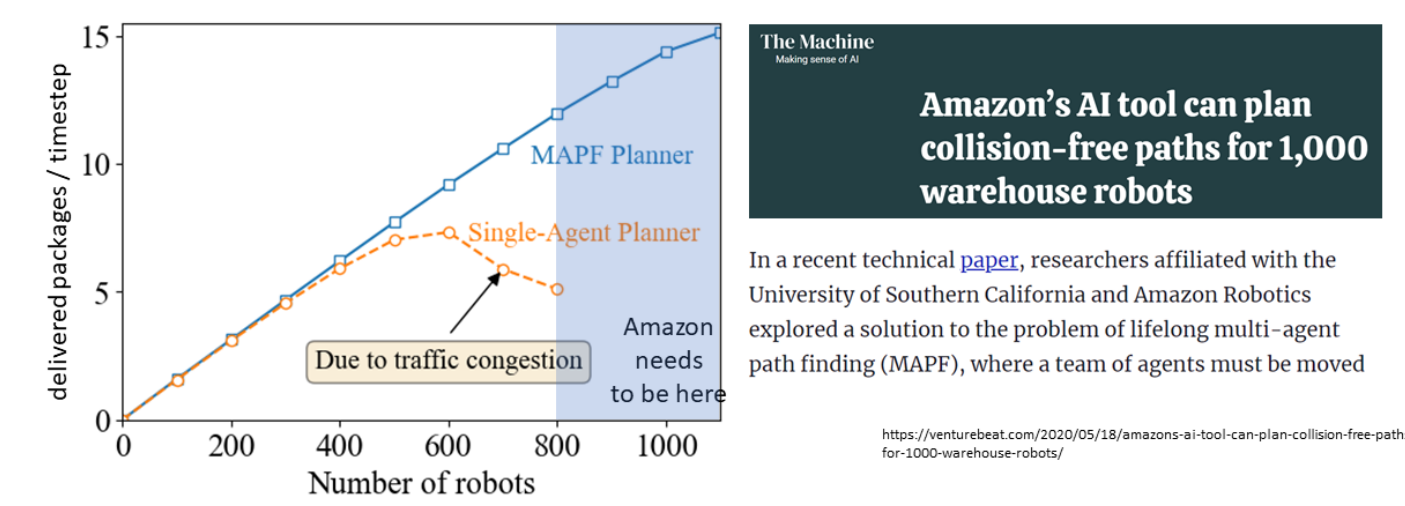 delivered packages / timestep
15
10
5
0
0 200 400 600 800 1000
Number of robots
MAPF Planner
Single-Agent Planner
Due to traffic congestion
Amazon
needs
to be here
The Machine
Making sense of AI
Amazon’s AI tool can plan
collision-free paths for 1,000
warehouse robots
In a recent technical paper, researchers affiliated with the
University of Southern California and Amazon Robotics
explored a solution to the problem of lifelong multi-agent
path finding (MAPF), where a team of agents must be moved
https://venturebeat.com/2020/05/18/amazons-ai-tool-can-plan-collision-free-paths
for-1000-warehouse-robots/